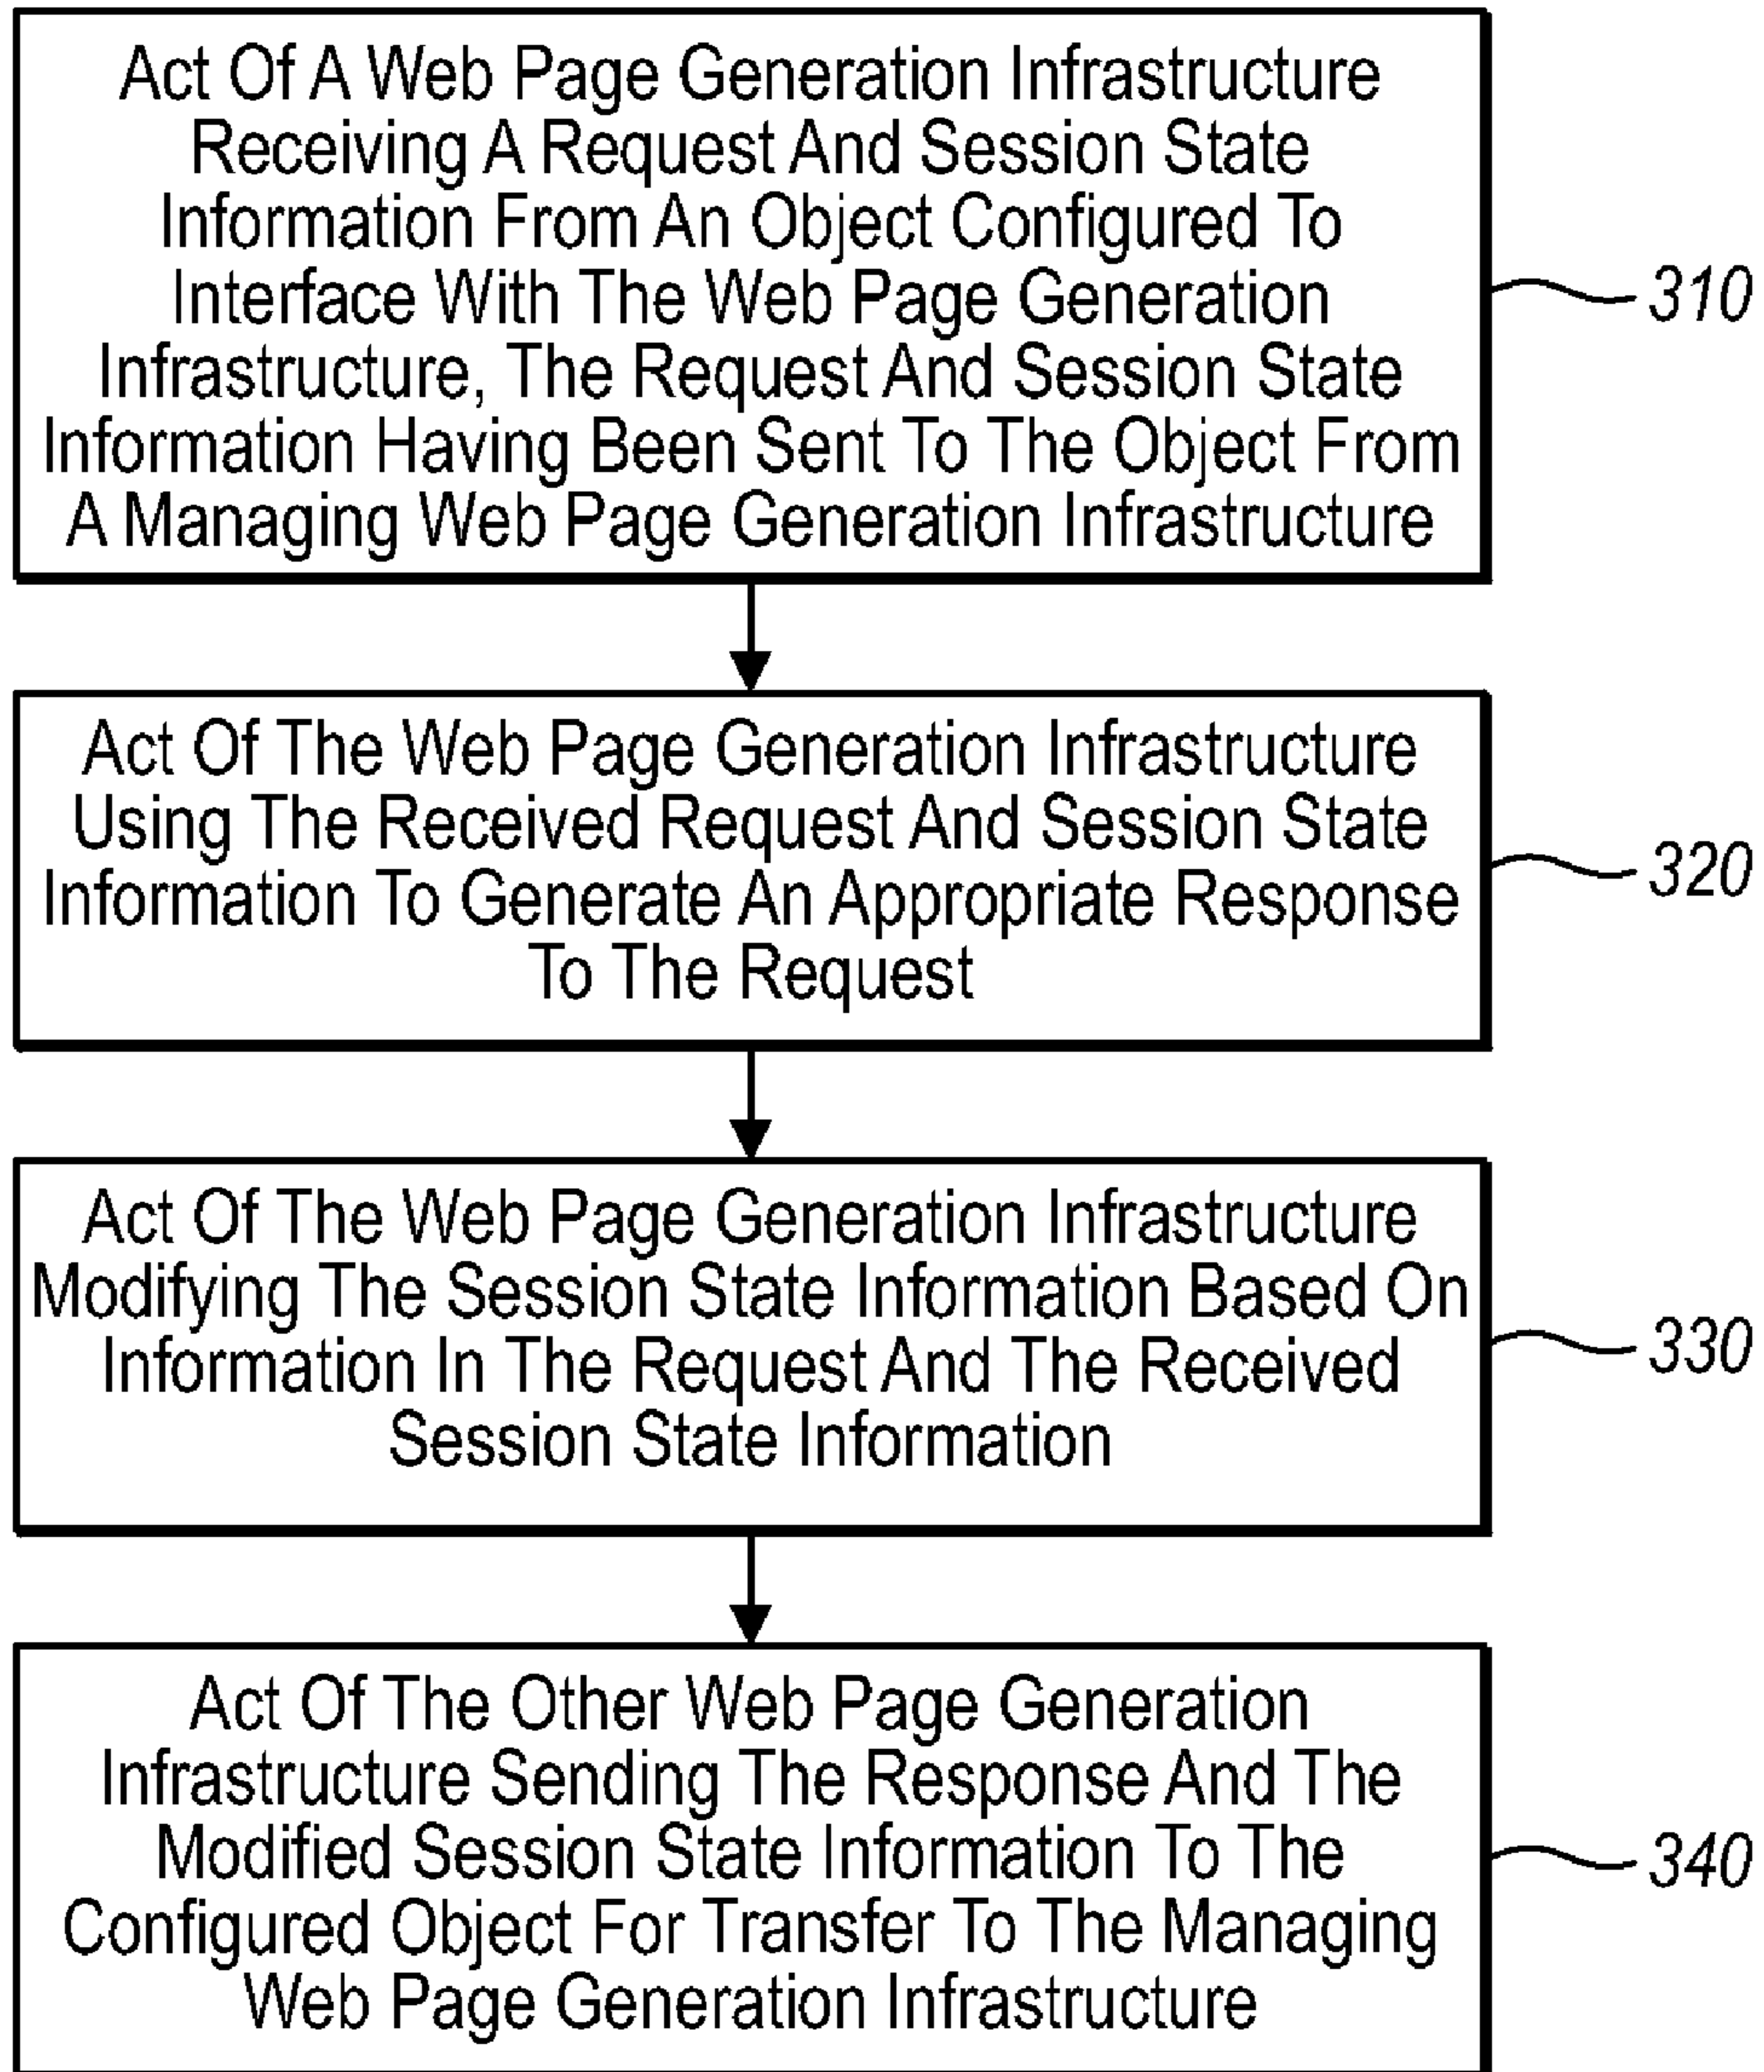 Act Of A Web Page Generation Infrastructure
Receiving A Request And Session State
Information From An Object Configured To
Interface With The Web Page Generation
Infrastructure, The Request And Session State
Information Having Been Sent To The Object From
A Managing Web Page Generation Infrastructure
310
Act Of The Web Page Generation Infrastructure
Using The Received Request And Session State
Information To Generate An Appropriate Response
To The Request
320
Act Of The Web Page Generation Infrastructure
Modifying The Session State Information Based On
Information In The Request And The Received
Session State Information
330
Act Of The Other Web Page Generation
Infrastructure Sending The Response And The
Modified Session State Information To The
Configured Object For Transfer To The Managing
Web Page Generation Infrastructure
340